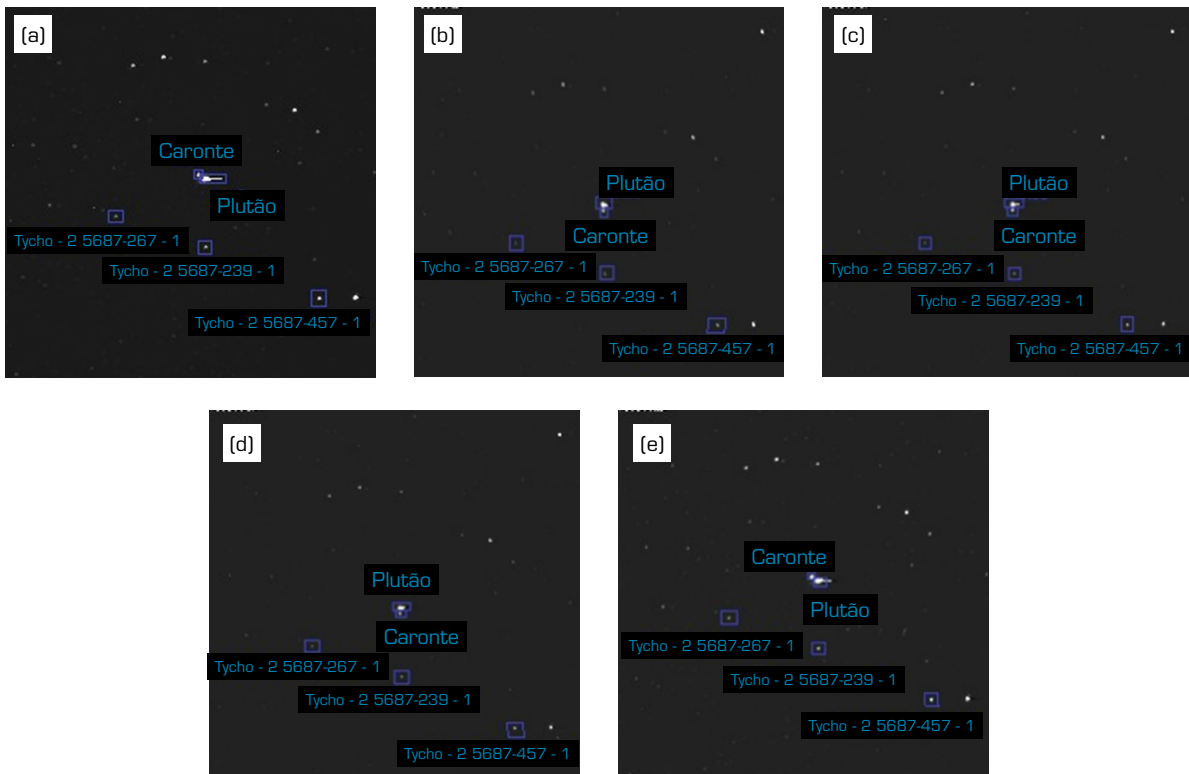 (a)
Caronte
Plutão
Tycho - 2 5687-267 - 1
Tycho - 2 5687-239 - 1
Tycho - 2 5687-457 - 1
(b)
Plutão
Caronte
Tycho - 2 5687-267 - 1
Tycho - 2 5687-239 - 1
Tycho - 2 5687-457 - 1
(c)
Plutão
Caronte
Tycho - 2 5687-267 - 1
Tycho - 2 5687-239 - 1
Tycho - 2 5687-457 - 1
(d)
Plutão
Caronte
Tycho - 2 5687-267 - 1
Tycho - 2 5687-239 - 1
Tycho - 2 5687-457 - 1
(e)
Caronte
Plutão
Tycho - 2 5687-267 - 1
Tycho - 2 5687-239 - 1
Tycho - 2 5687-457 - 1